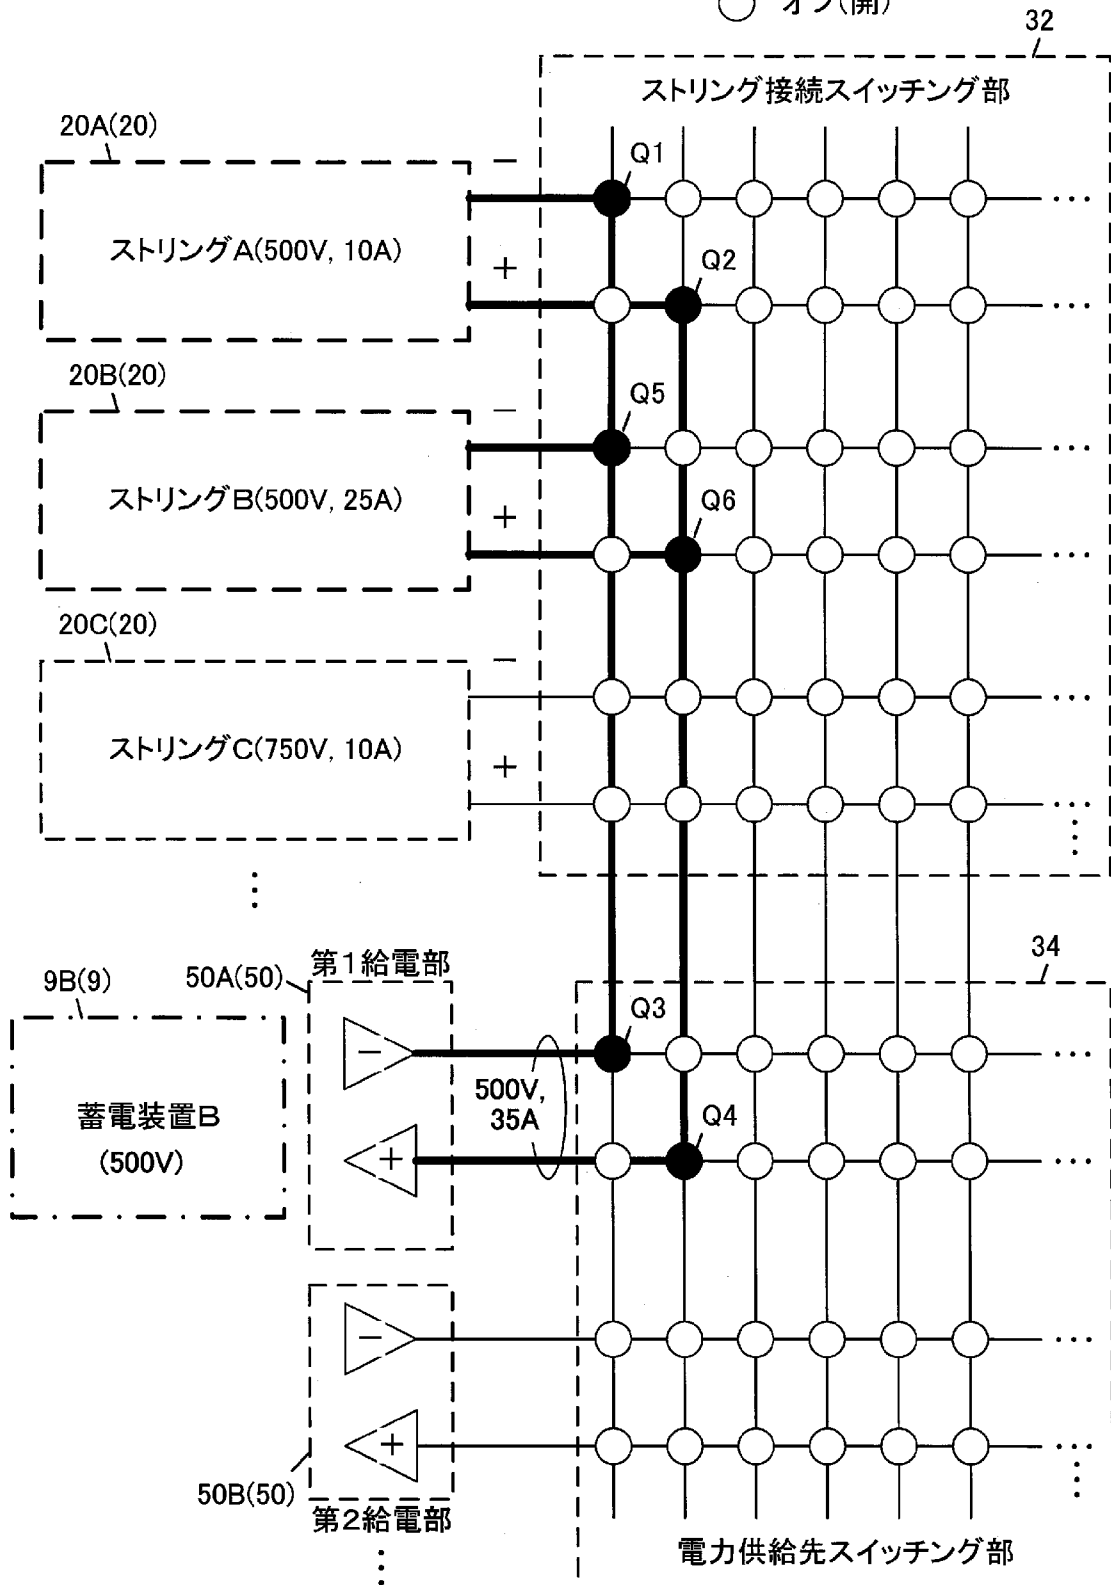 オフ(開)
32
ストリング接続スイッチング部
20A(20)
−
Q1
ストリングA(500V, 10A)
…
+
Q2
…
20B(20)
−
Q5
ストリングB(500V, 25A)
…
+
Q6
…
20C(20)
−
…
ストリングC(750V, 10A)
+
…
⋮
⋮
34
9B(9)
50A(50)
第1給電部
−
Q3
…
500V,
35A
蓄電装置B
(500V)
+
Q4
…
−
…
+
…
⋮
50B(50)
第2給電部
電力供給先スイッチング部
⋮